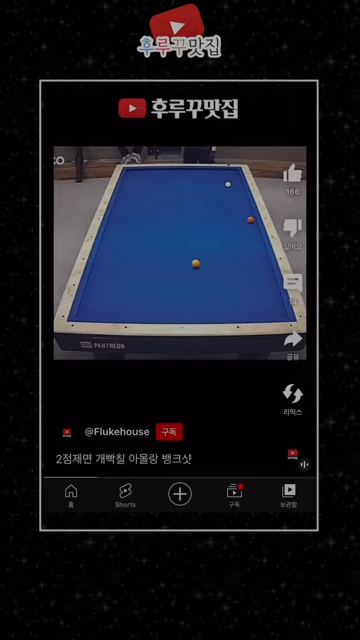 후루꾸맛집
후루꾸맛집
166
싫어요
PANTHEON
공유
리믹스
@Flukehouse 구독
2점제면 개빡칠 아몰랑 뱅크샷
홈 Shorts 구독 보관함